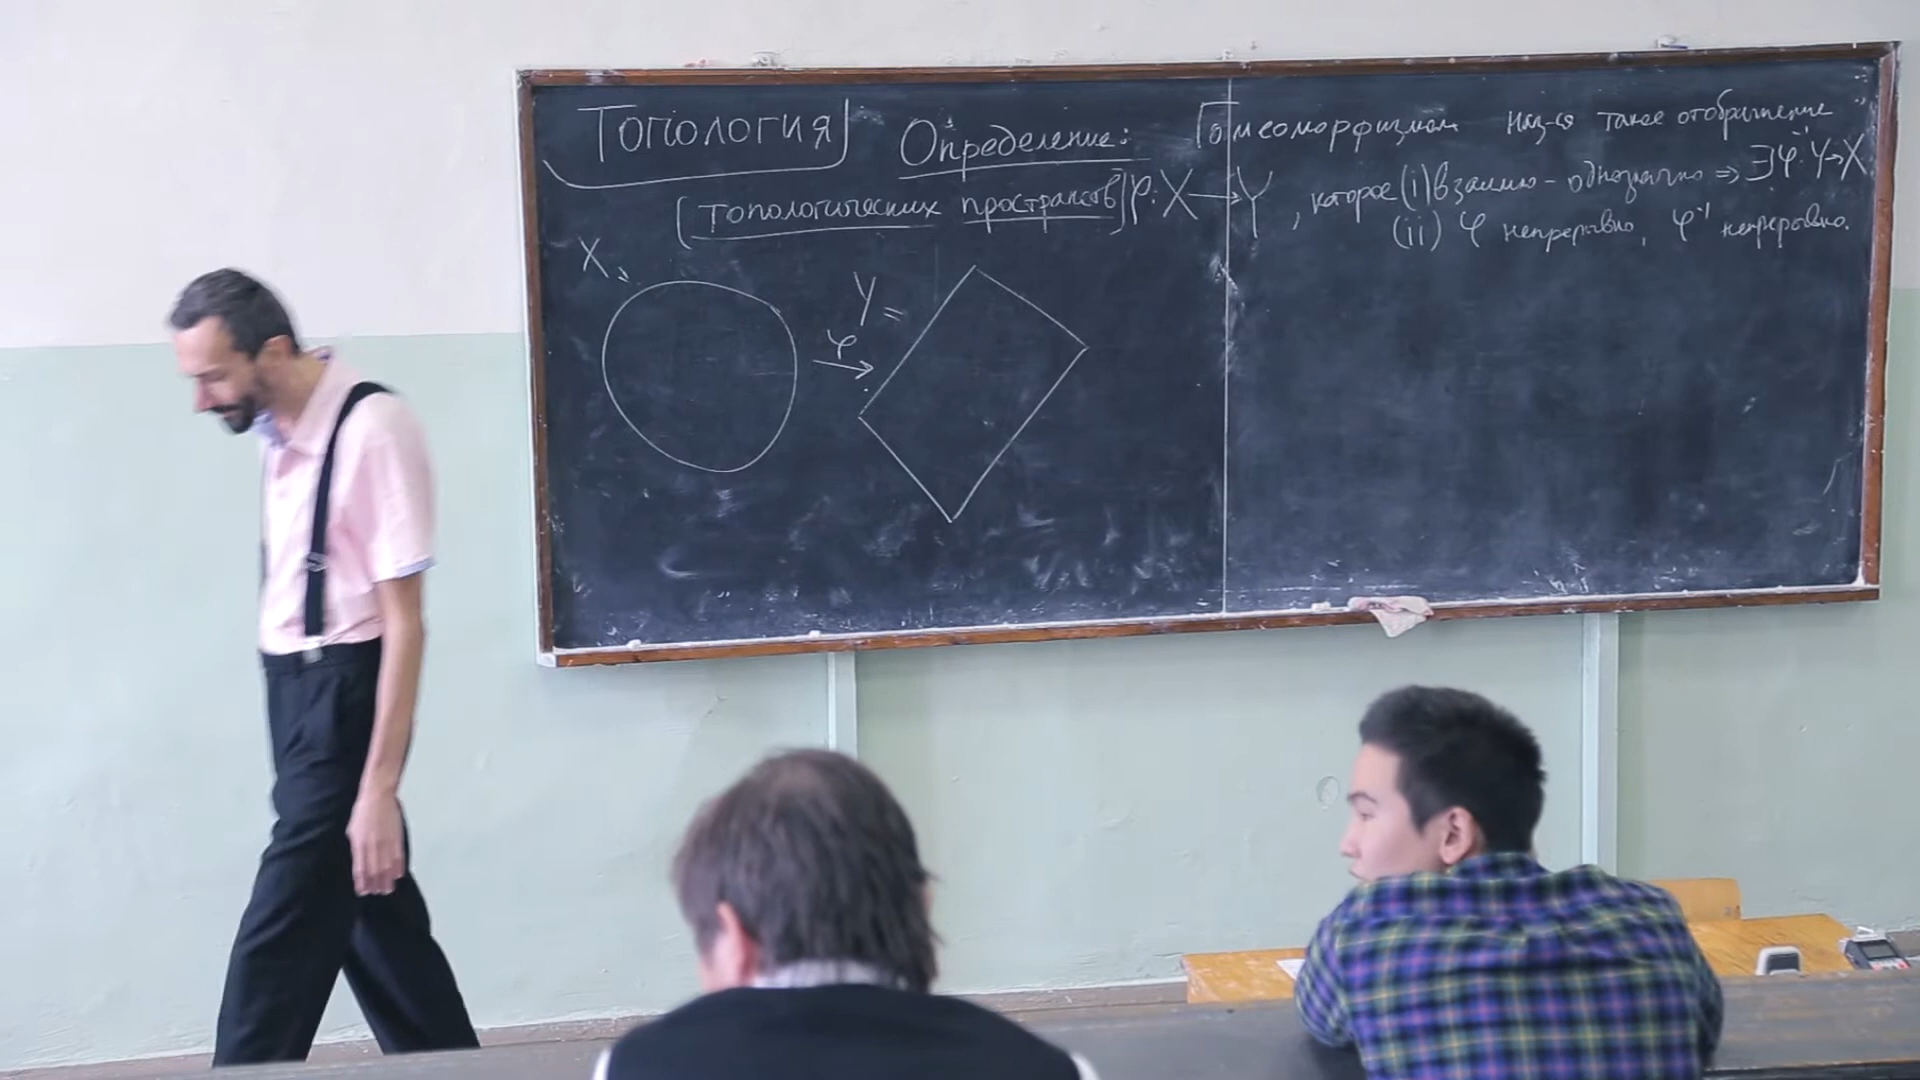 Топология
Определение: Гомеоморфизмом наз-ся такое отображение
[топологических пространств] φ: X → Y, которое (i) взаимно-однозначно ⇒ ∃ φ⁻¹: Y → X
(ii) φ непрерывно, φ⁻¹ непрерывно.
X
φ
Y =